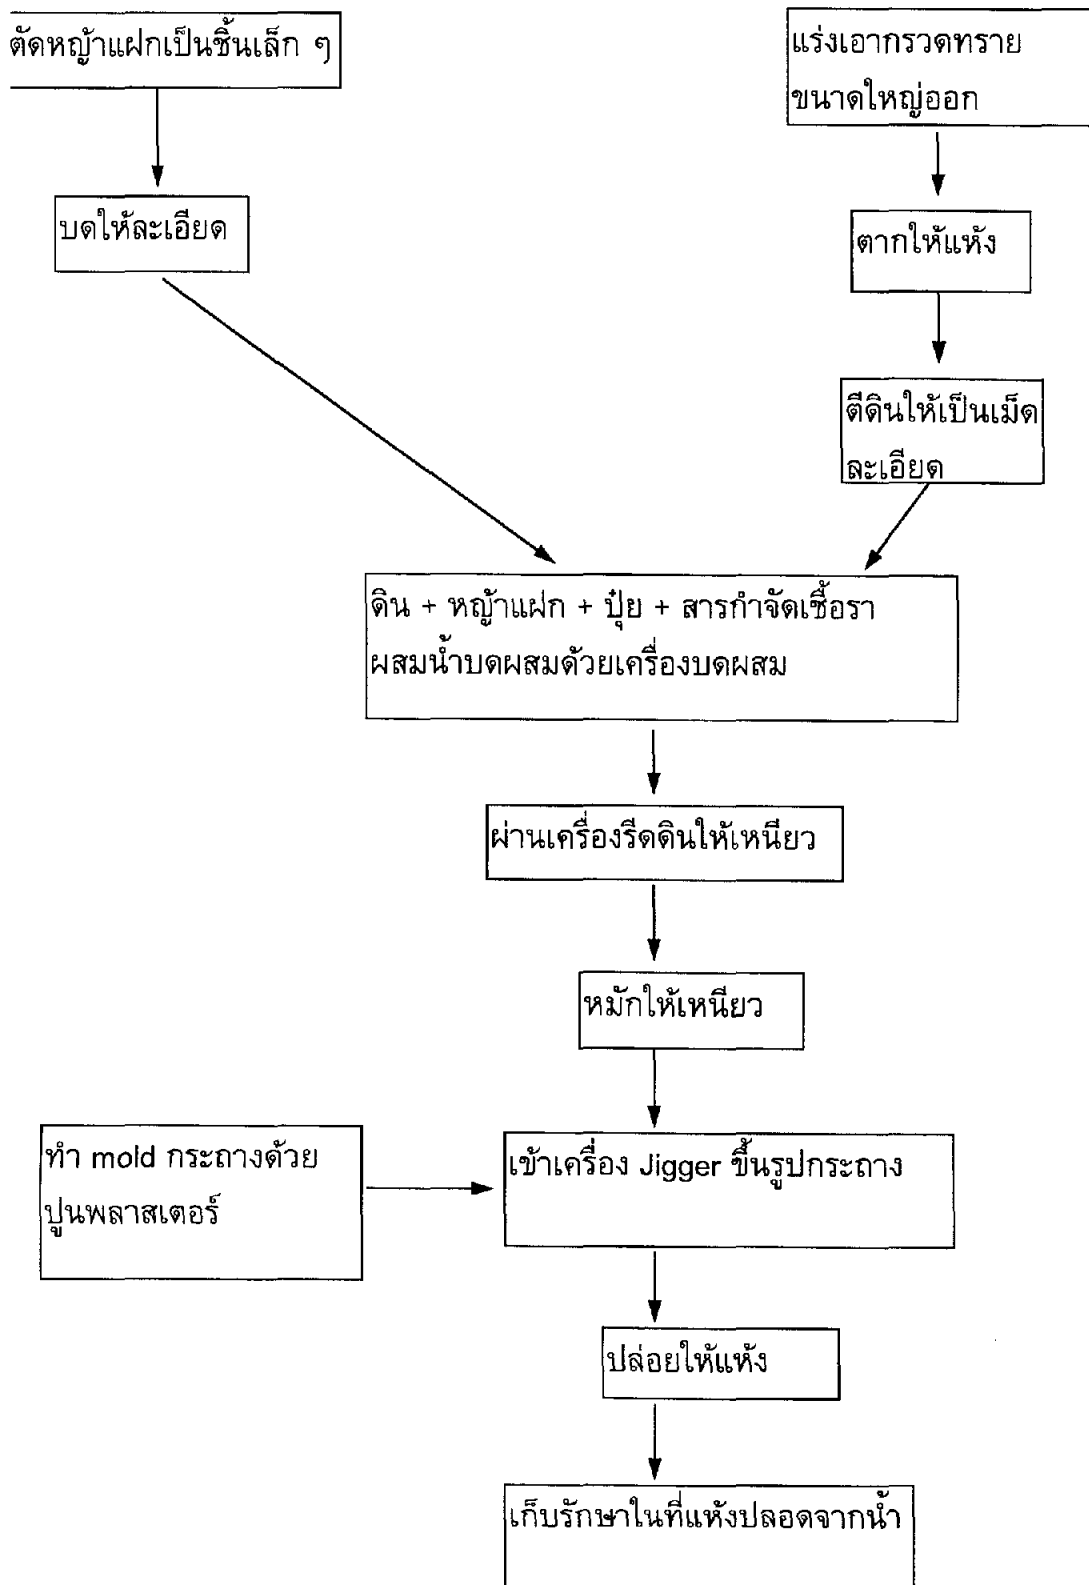 ตัดหญ้าแฝกเป็นชิ้นเล็ก ๆ
แร่งเอากรวดทราย
ขนาดใหญ่ออก
บดให้ละเอียด
ตากให้แห้ง
ตีดินให้เป็นเม็ด
ละเอียด
ดิน + หญ้าแฝก + ปุ๋ย + สารกำจัดเชื้อรา
ผสมน้ำบดผสมด้วยเครื่องบดผสม
ผ่านเครื่องรีดดินให้เหนียว
หมักให้เหนียว
ทำ mold กระถางด้วย
ปูนพลาสเตอร์
เข้าเครื่อง Jigger ขึ้นรูปกระถาง
ปล่อยให้แห้ง
เก็บรักษาในที่แห้งปลอดจากน้ำ